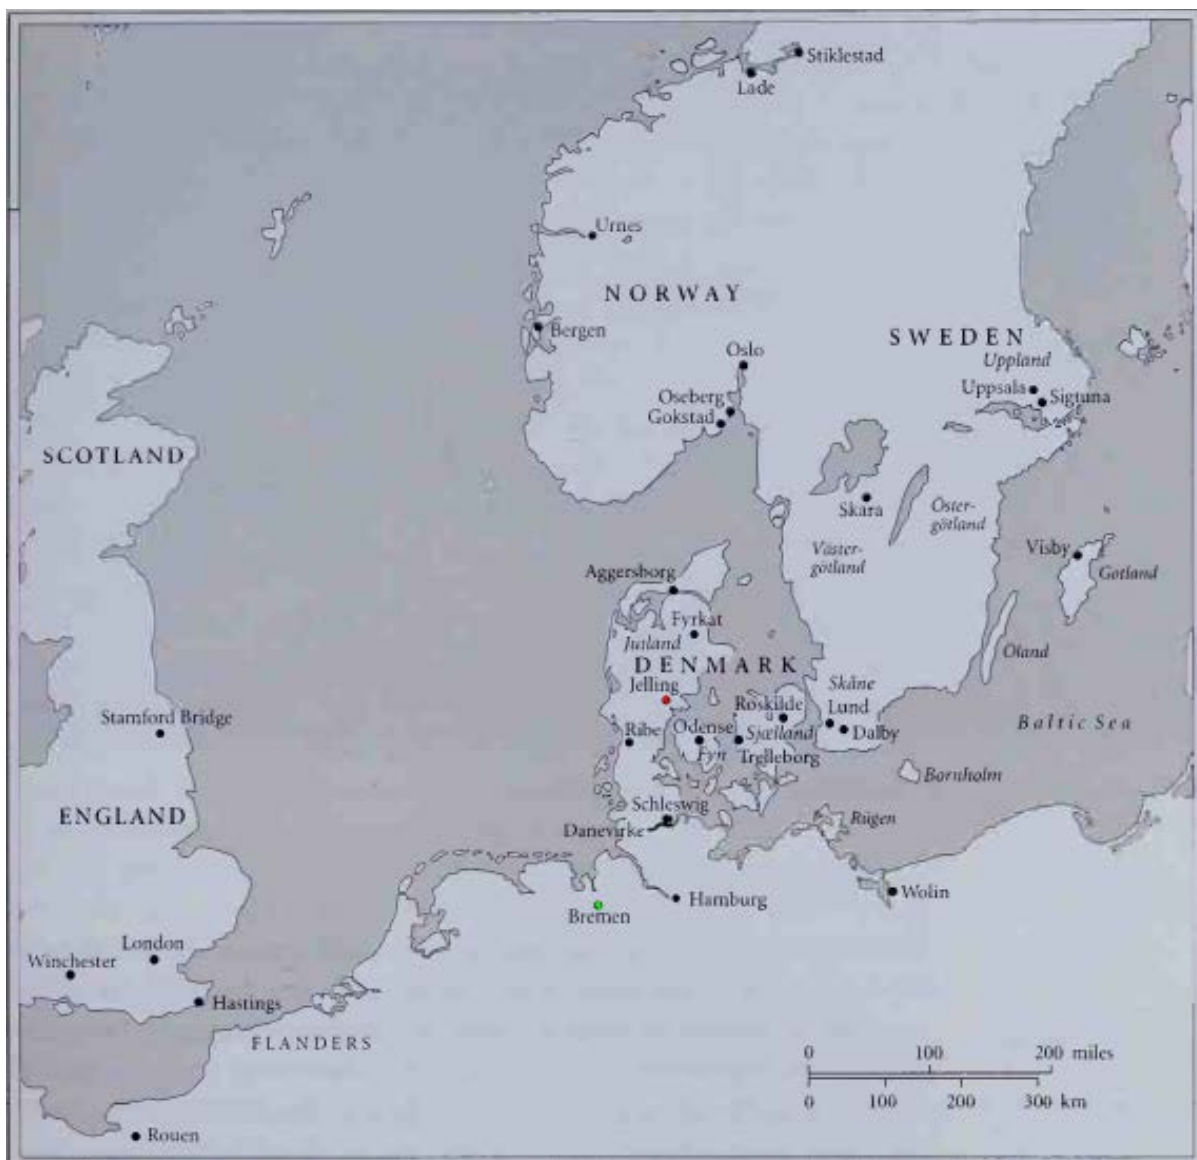 Stiklestad
Lade
Urnes
NORWAY
Bergen
SWEDEN
Oslo
Uppland
Uppsala
Sigtuna
Oseberg
Gokstad
SCOTLAND
Skara
Öster-
götland
Väster-
götland
Visby
Gotland
Aggersborg
Fyrkat
Jutland
Öland
DENMARK
Jelling
Skåne
Roskilde
Lund
Stamford Bridge
Ribe
Odense
Sjælland
Dalby
Baltic Sea
Fyn
Trelleborg
Bornholm
Schleswig
ENGLAND
Danevirke
Rügen
Hamburg
Wolin
Bremen
London
Winchester
Hastings
FLANDERS
0 100 200 miles
0 100 200 300 km
Rouen